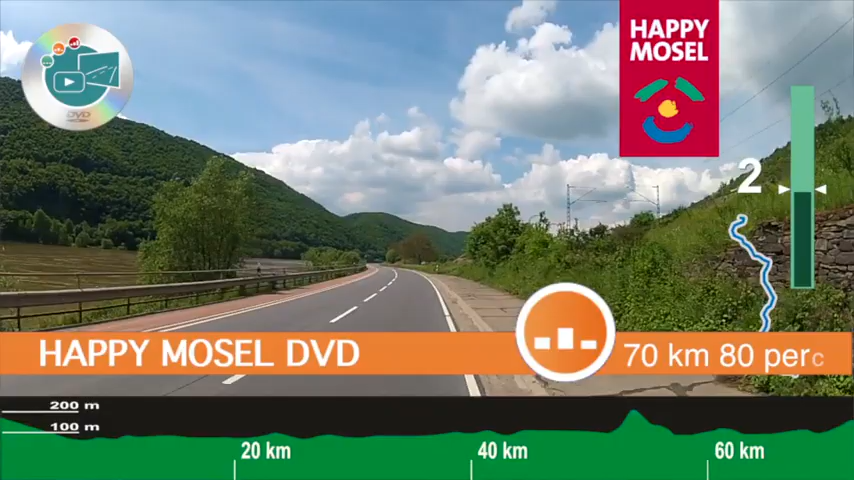 HAPPY
MOSEL
DVD
2
HAPPY MOSEL DVD
70 km 80 perc
200 m
100 m
20 km
40 km
60 km